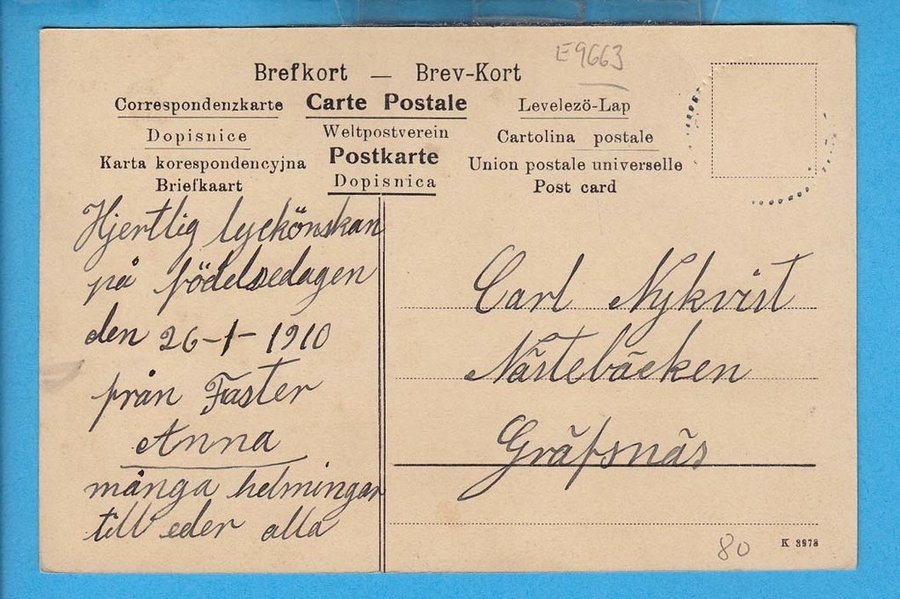 E9663
Brefkort — Brev-Kort
Correspondenzkarte Carte Postale Levelező-Lap
Dopisnice Weltpostverein Cartolina postale
Karta korespondencyjna Postkarte Union postale universelle
Briefkaart Dopisnica Post card
Hjertlig lyckönskan
på födelsedagen
den 26-1-1910
från Faster
Anna
många helmingar
till eder alla
Carl Nykvist
Nästebäcken
Gräfsnäs
80
K 3978